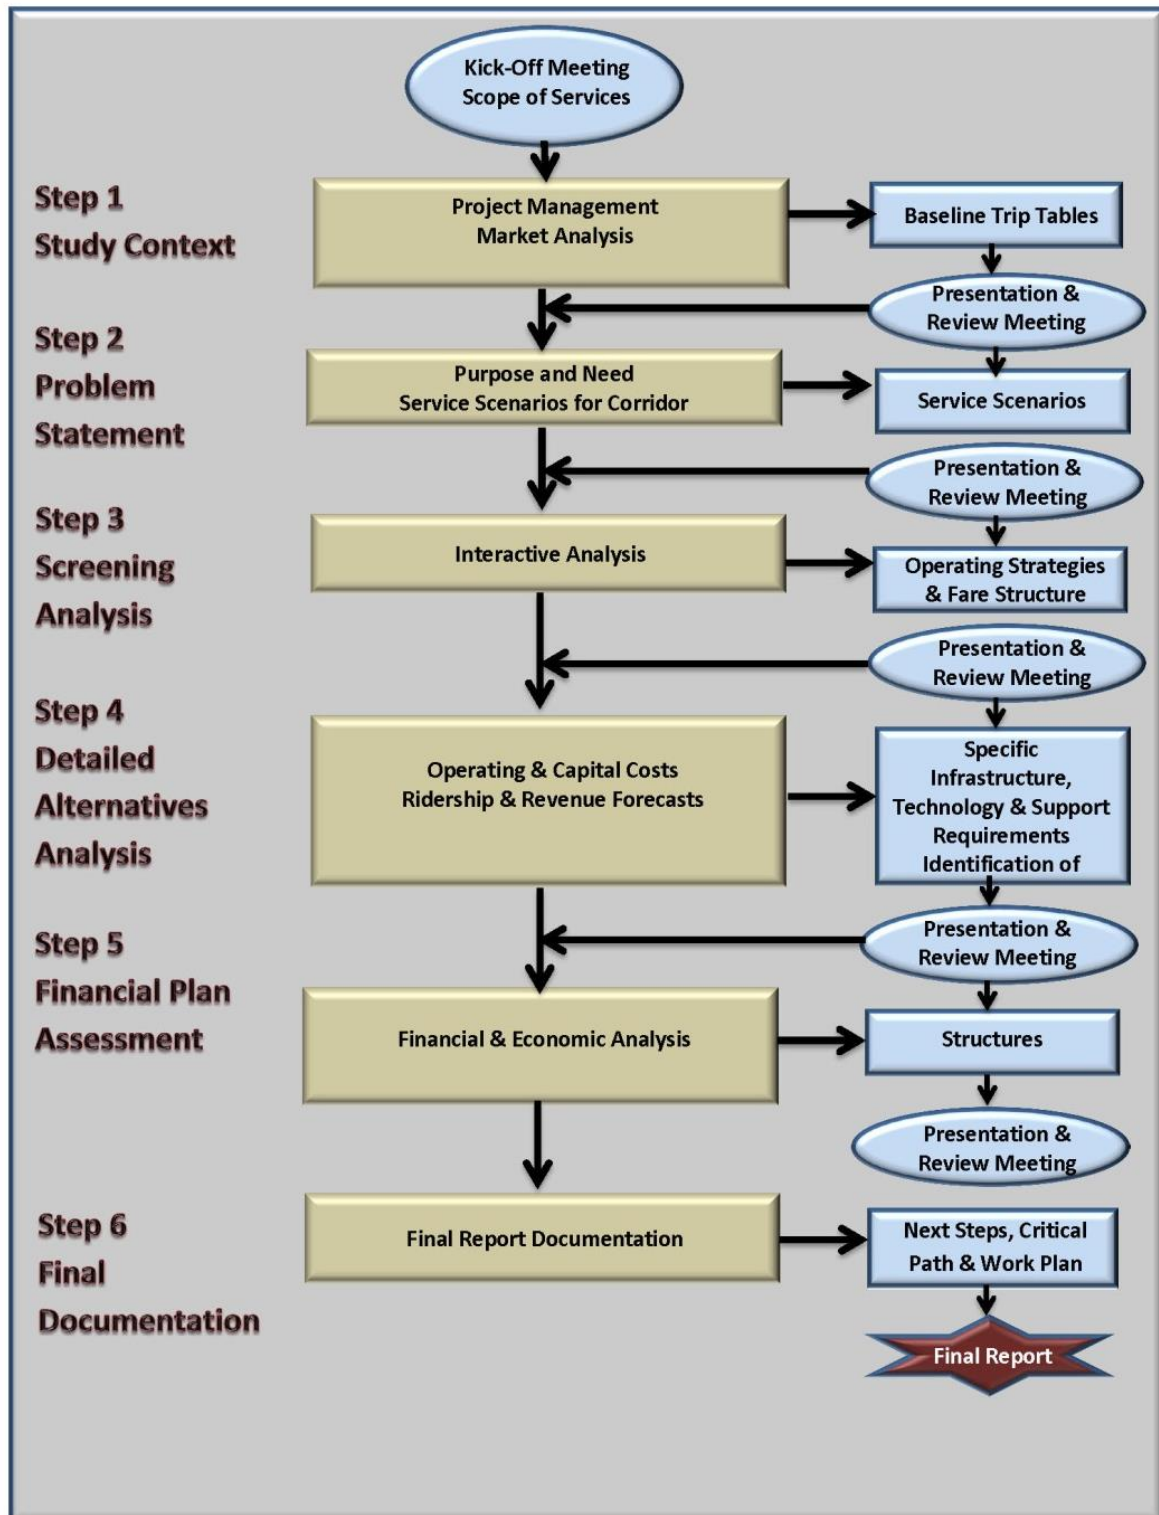 Kick-Off Meeting
Scope of Services
Step 1
Study Context
Project Management
Market Analysis
Baseline Trip Tables
Presentation &
Review Meeting
Step 2
Problem
Statement
Purpose and Need
Service Scenarios for Corridor
Service Scenarios
Presentation &
Review Meeting
Step 3
Screening
Analysis
Interactive Analysis
Operating Strategies
& Fare Structure
Presentation &
Review Meeting
Step 4
Detailed
Alternatives
Analysis
Operating & Capital Costs
Ridership & Revenue Forecasts
Specific
Infrastructure,
Technology & Support
Requirements
Identification of
Presentation &
Review Meeting
Step 5
Financial Plan
Assessment
Financial & Economic Analysis
Structures
Presentation &
Review Meeting
Step 6
Final
Documentation
Final Report Documentation
Next Steps, Critical
Path & Work Plan
Final Report